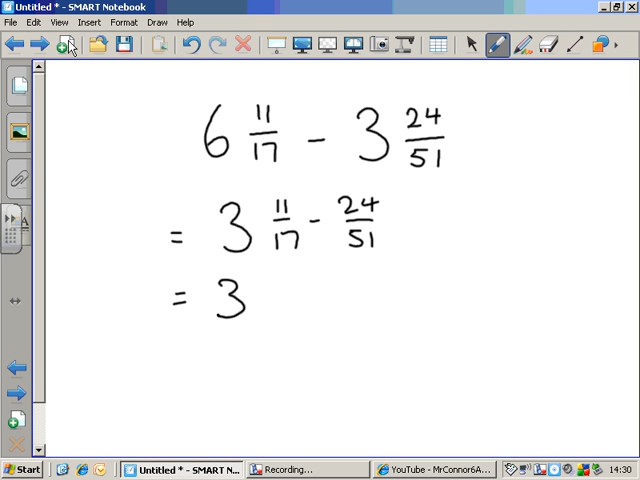 Untitled * - SMART Notebook
File Edit View Insert Format Draw Help
6 11/17 - 3 24/51
= 3 11/17 - 24/51
= 3
Start Untitled * - SMART N... Recording... YouTube - MrConnor6A... 14:30